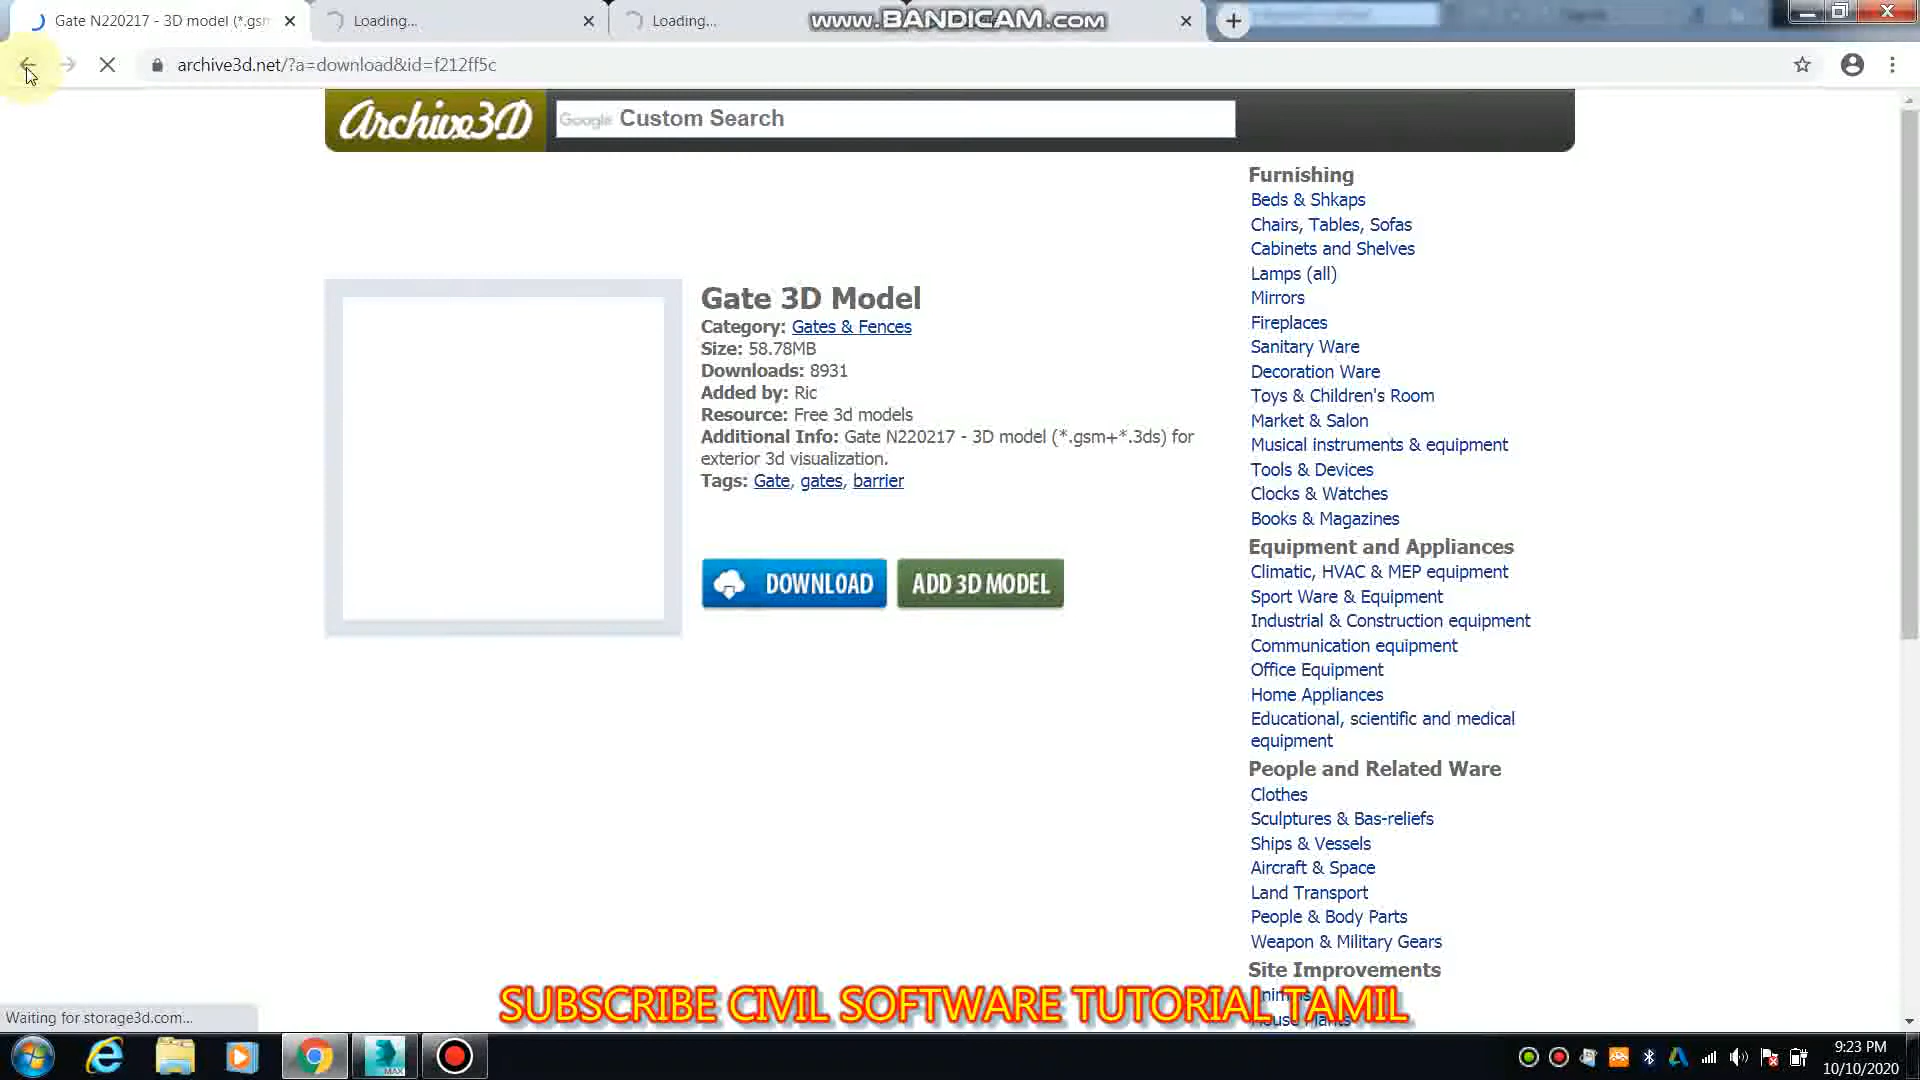 Gate N220217 - 3D model (*.gsm
Loading...
Loading...
www.BANDICAM.com
archive3d.net/?a=download&id=f212ff5c
Archive3D
Google Custom Search
Gate 3D Model
Category: Gates & Fences
Size: 58.78MB
Downloads: 8931
Added by: Ric
Resource: Free 3d models
Additional Info: Gate N220217 - 3D model (*.gsm+*.3ds) for
exterior 3d visualization.
Tags: Gate, gates, barrier
DOWNLOAD
ADD 3D MODEL
Furnishing
Beds & Shkaps
Chairs, Tables, Sofas
Cabinets and Shelves
Lamps (all)
Mirrors
Fireplaces
Sanitary Ware
Decoration Ware
Toys & Children's Room
Market & Salon
Musical instruments & equipment
Tools & Devices
Clocks & Watches
Books & Magazines
Equipment and Appliances
Climatic, HVAC & MEP equipment
Sport Ware & Equipment
Industrial & Construction equipment
Communication equipment
Office Equipment
Home Appliances
Educational, scientific and medical
equipment
People and Related Ware
Clothes
Sculptures & Bas-reliefs
Ships & Vessels
Aircraft & Space
Land Transport
People & Body Parts
Weapon & Military Gears
Site Improvements
SUBSCRIBE CIVIL SOFTWARE TUTORIAL TAMIL
Waiting for storage3d.com...
MAX
9:23 PM
10/10/2020